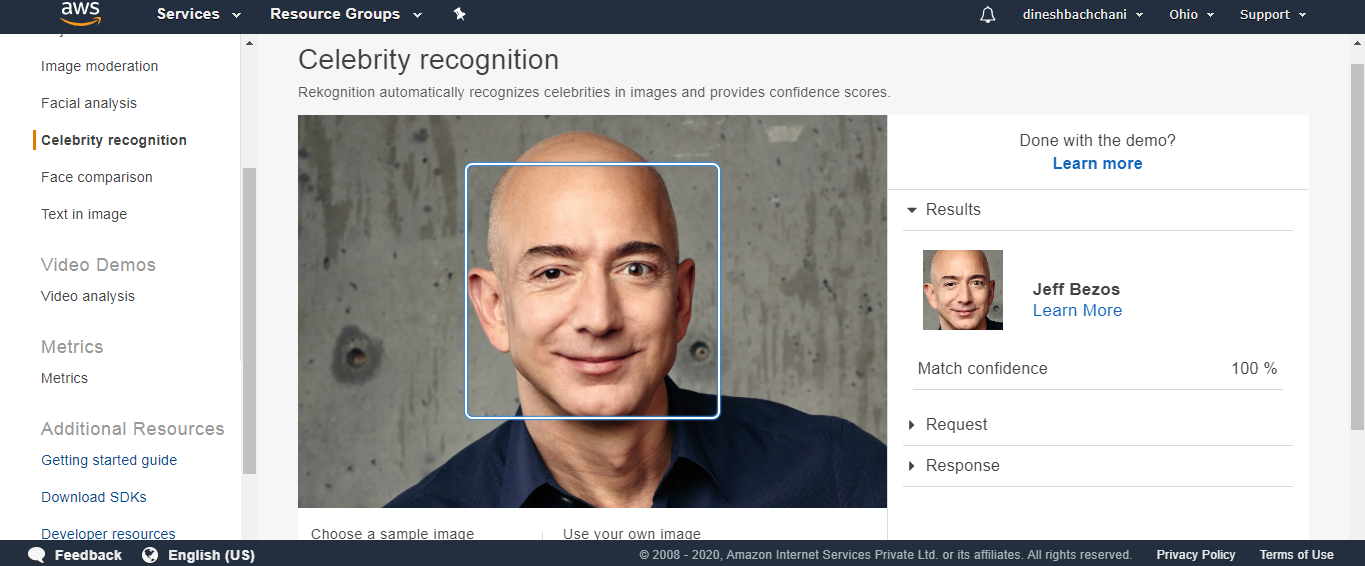 aws
Services
Resource Groups
dineshbachchani
Ohio
Support
Image moderation
Facial analysis
Celebrity recognition
Face comparison
Text in image
Video Demos
Video analysis
Metrics
Metrics
Additional Resources
Getting started guide
Download SDKs
Developer resources
Celebrity recognition
Rekognition automatically recognizes celebrities in images and provides confidence scores.
Choose a sample image
Use your own image
Done with the demo?
Learn more
Results
Jeff Bezos
Learn More
Match confidence 100 %
Request
Response
Feedback
English (US)
© 2008 - 2020, Amazon Internet Services Private Ltd. or its affiliates. All rights reserved.
Privacy Policy
Terms of Use